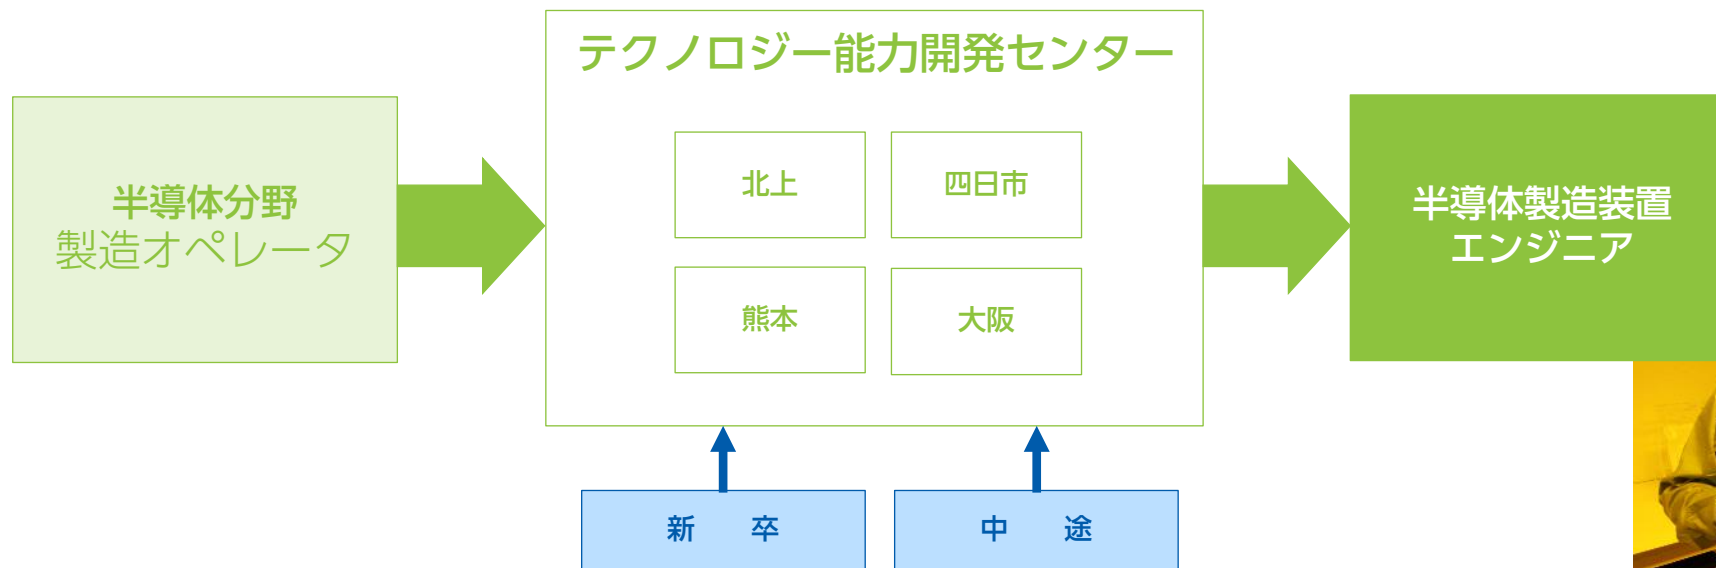 テクノロジー能力開発センター
半導体分野
製造オペレータ
北上
四日市
熊本
大阪
半導体製造装置
エンジニア
新　卒
中　途